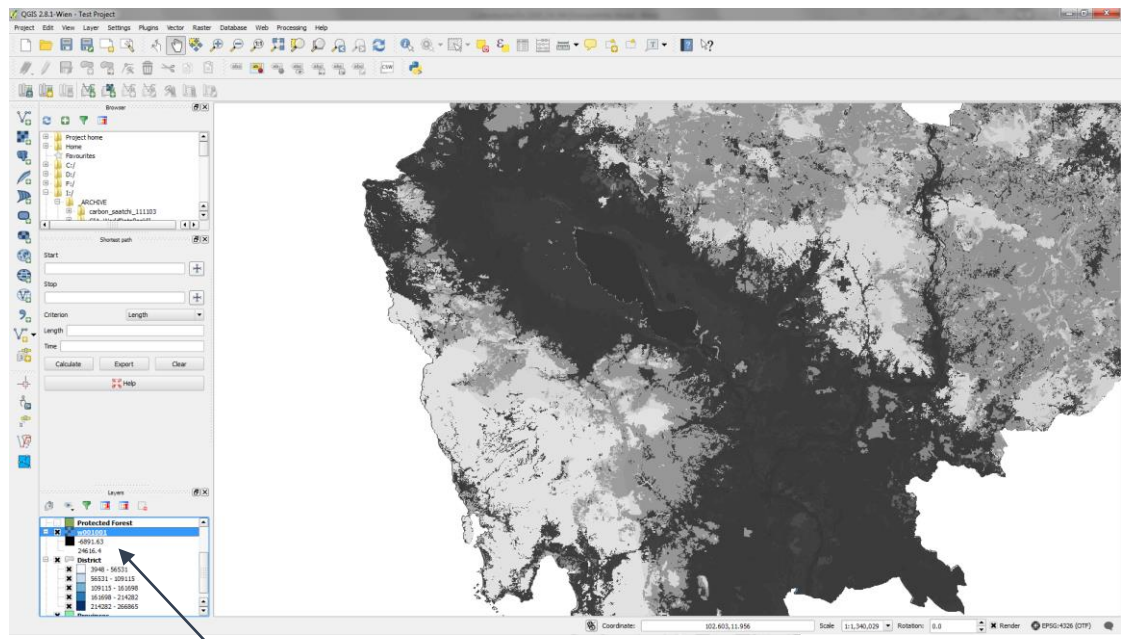 QGIS 2.8.1-Wien - Test Project
Project Edit View Layer Settings Plugins Vector Raster Database Web Processing Help
CSW
Browser
Project home
Home
Favourites
C:/
D:/
F:/
I:/
_ARCHIVE
carbon_saatchi_111103
Shortest path
Start
Stop
Criterion Length
Length
Time
Calculate Export Clear
Help
Layers
Protected Forest
w001001
-6891.63
24616.4
District
3948 - 56531
56531 - 109115
109115 - 161698
161698 - 214282
214282 - 266865
Coordinate: 102.603,11.956 Scale 1:1,340,029 Rotation: 0.0 Render EPSG:4326 (OTF)